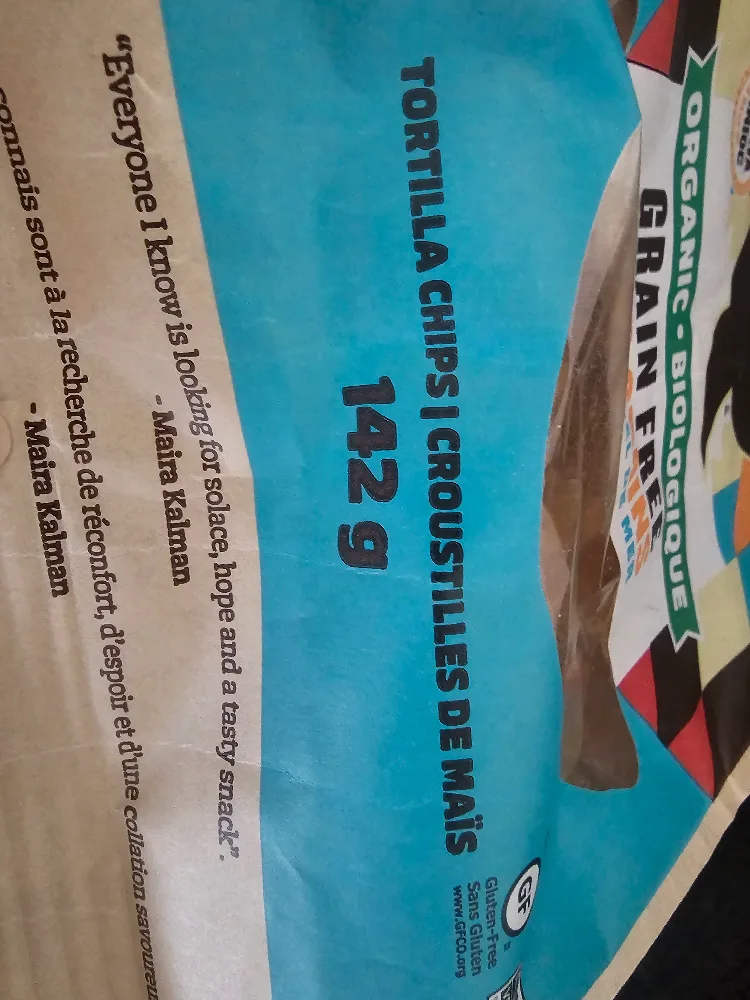 ORGANIC • BIOLOGIQUE
GRAIN FREE
TORTILLA CHIPS | CROUSTILLES DE MAÏS
142 g
GF
Gluten-Free
Sans Gluten
www.GFCO.org
“Everyone I know is looking for solace, hope and a tasty snack”.
- Maira Kalman
connais sont à la recherche de réconfort, d'espoir et d'une collation
- Maira Kalman